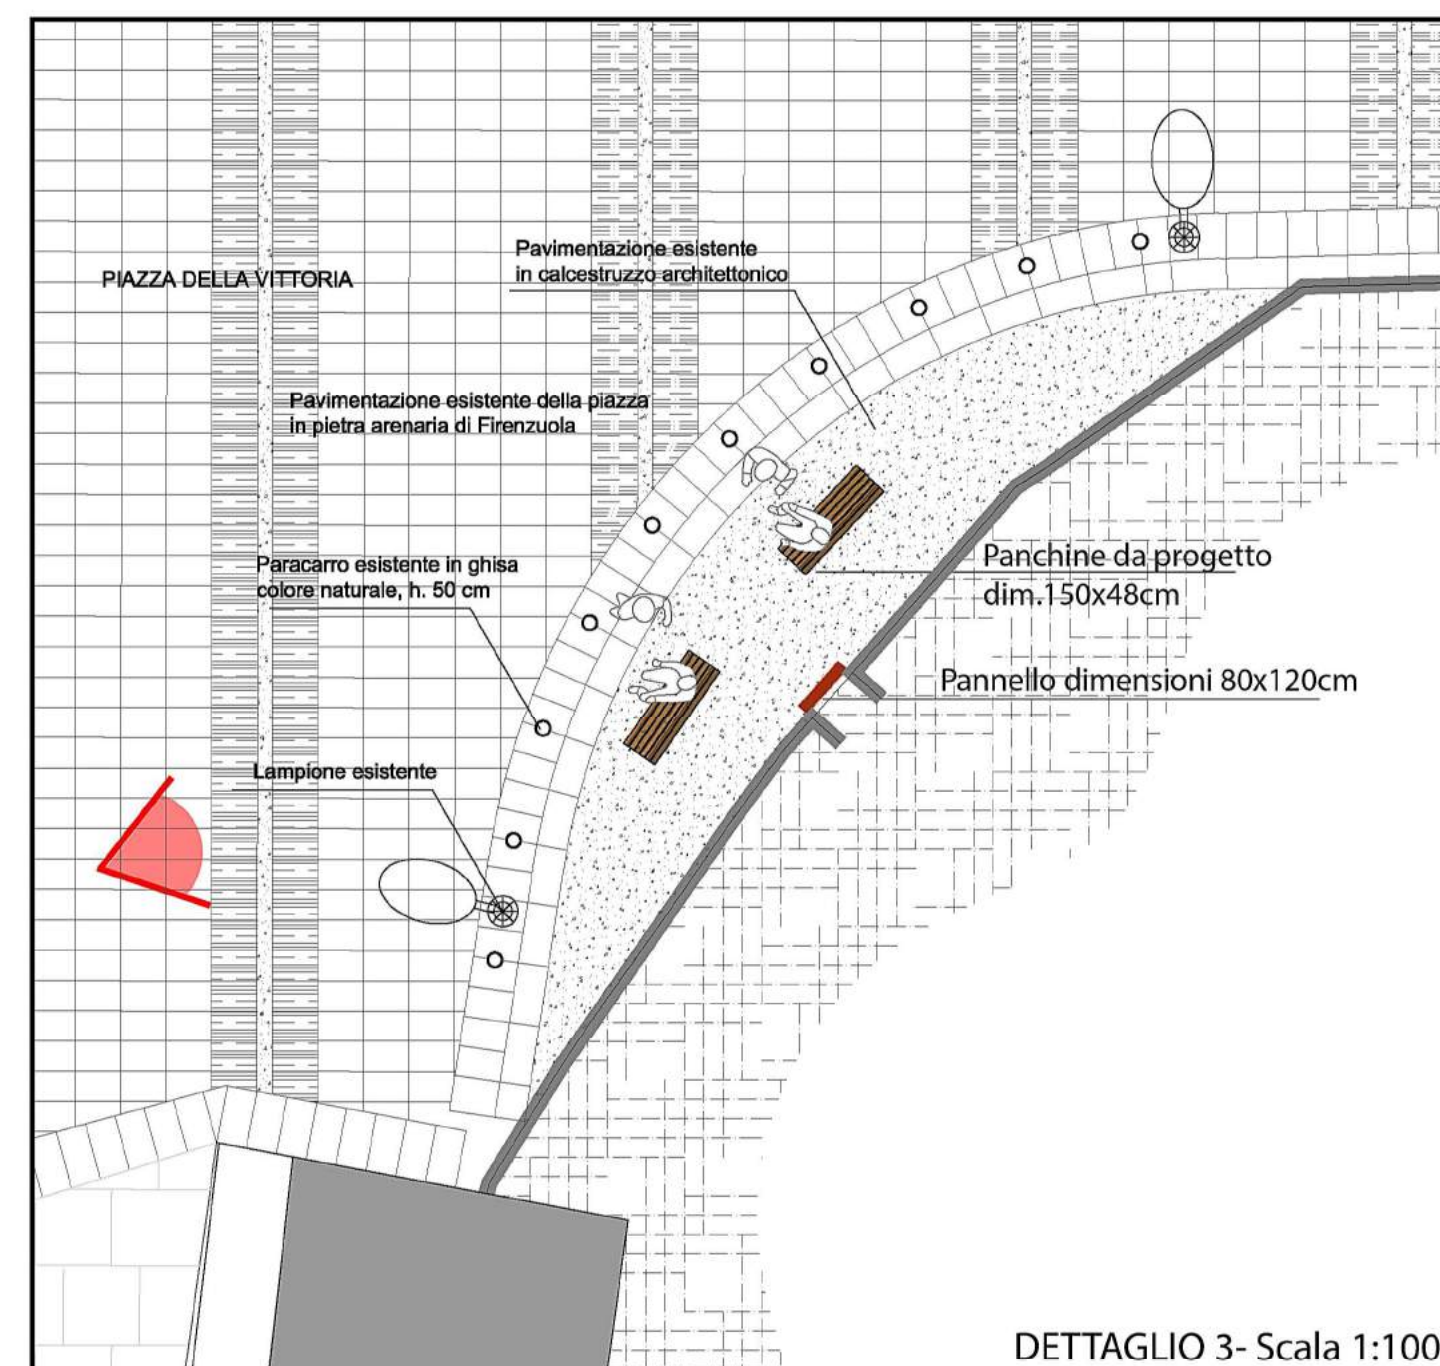 Pavimentazione esistente
in calcestruzzo architettonico
PIAZZA DELLA VITTORIA
Pavimentazione esistente della piazza
in pietra arenaria di Firenzuola
Paracarro esistente in ghisa
colore naturale, h. 50 cm
Panchine da progetto
dim.150x48cm
Pannello dimensioni 80x120cm
Lampione esistente
DETTAGLIO 3- Scala 1:100